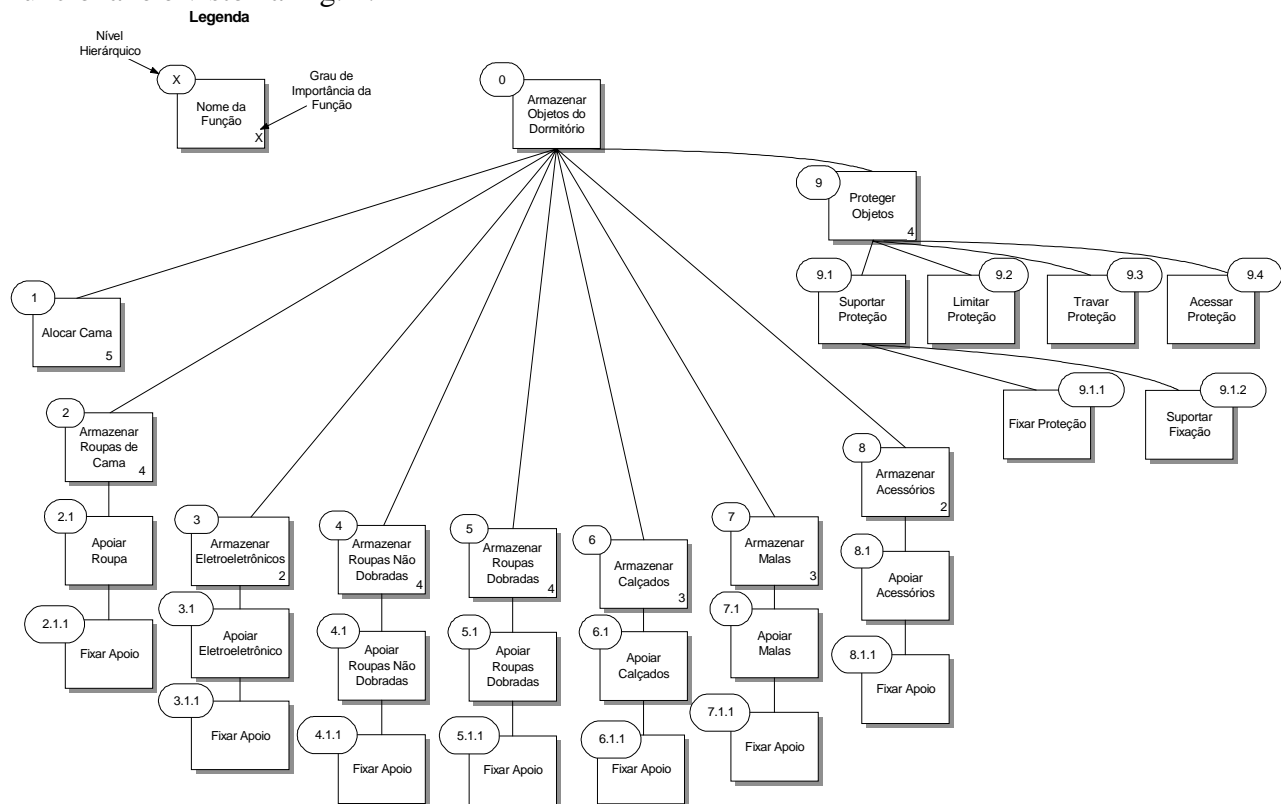 Legenda
Nível
Hierárquico
X
Nome da
Função
X
Grau de
Importância da
Função
0
Armazenar
Objetos do
Dormitório
9
Proteger
Objetos
4
9.1
Suportar
Proteção
9.2
Limitar
Proteção
9.3
Travar
Proteção
9.4
Acessar
Proteção
9.1.1
Fixar Proteção
9.1.2
Suportar
Fixação
1
Alocar Cama
5
2
Armazenar
Roupas de
Cama
4
2.1
Apoiar
Roupa
2.1.1
Fixar Apoio
3
Armazenar
Eletroeletrônicos
2
3.1
Apoiar
Eletroeletrônico
3.1.1
Fixar Apoio
4
Armazenar
Roupas Não
Dobradas
4
4.1
Apoiar
Roupas Não
Dobradas
4.1.1
Fixar Apoio
5
Armazenar
Roupas
Dobradas
4
5.1
Apoiar
Roupas
Dobradas
5.1.1
Fixar Apoio
6
Armazenar
Calçados
3
6.1
Apoiar
Calçados
6.1.1
Fixar Apoio
7
Armazenar
Malas
3
7.1
Apoiar
Malas
7.1.1
Fixar Apoio
8
Armazenar
Acessórios
2
8.1
Apoiar
Acessórios
8.1.1
Fixar Apoio